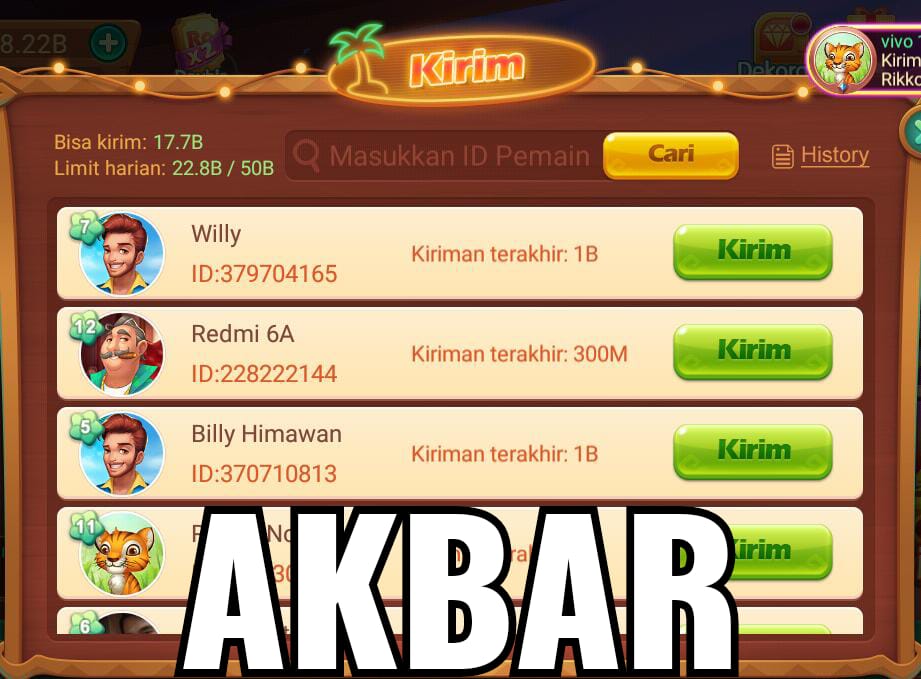 8.22B
Kirim
vivo
Kirim
Bisa kirim: 17.7B
Limit harian: 22.8B / 50B
Masukkan ID Pemain
Cari
History
7
Willy
ID:379704165
Kiriman terakhir: 1B
Kirim
12
Redmi 6A
ID:228222144
Kiriman terakhir: 300M
Kirim
5
Billy Himawan
ID:370710813
Kiriman terakhir: 1B
Kirim
11
Kirim
6
AKBAR